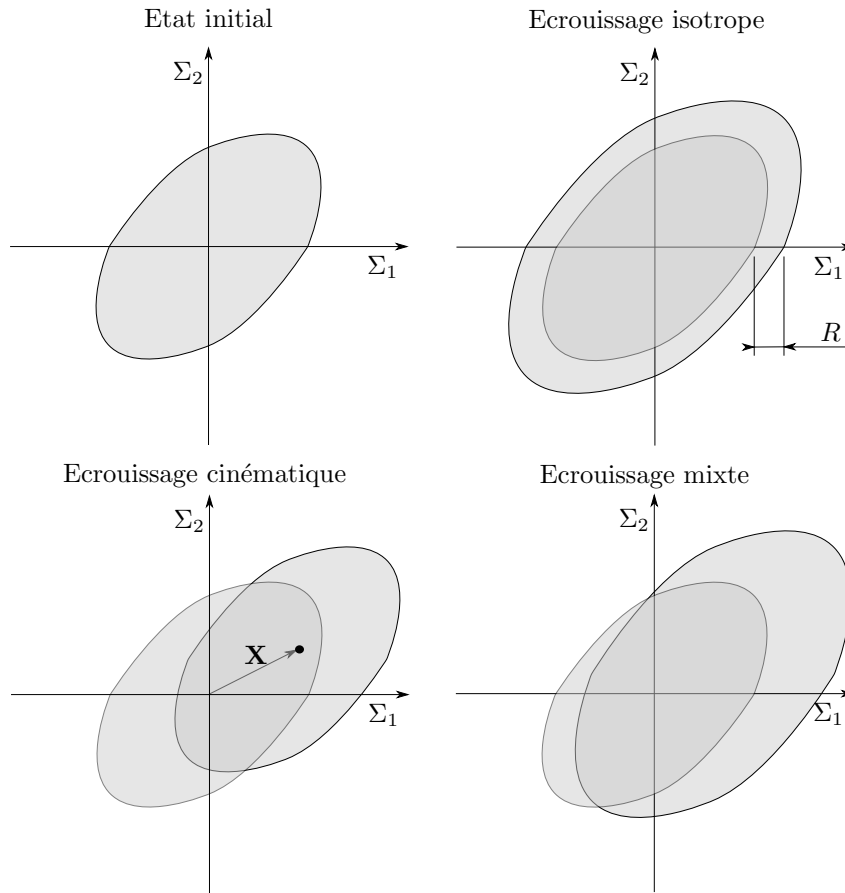 Etat initial
Σ₂
Σ₁
Ecrouissage isotrope
Σ₂
Σ₁
R
Ecrouissage cinématique
Σ₂
X
Σ₁
Ecrouissage mixte
Σ₂
Σ₁